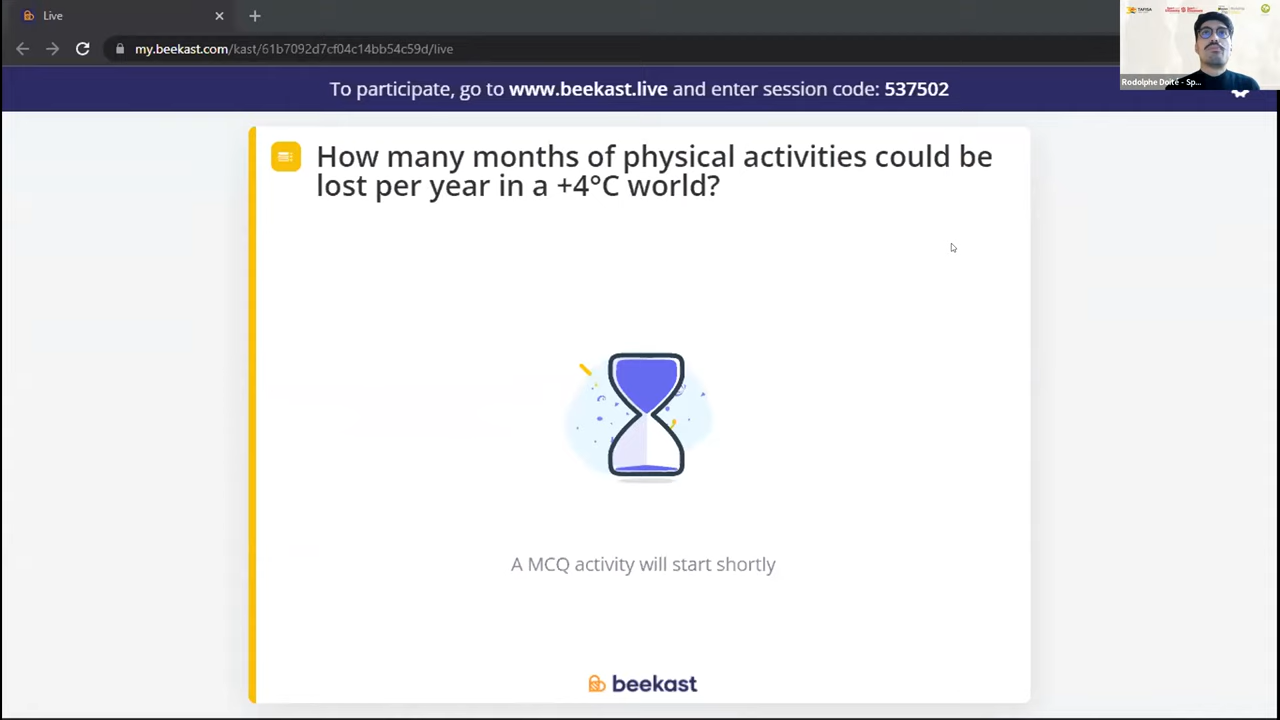 Live
my.beekast.com/kast/61b7092d7cf04c14bb54c59d/live
TAFISA
Rodolphe Doité - Sp...
To participate, go to www.beekast.live and enter session code: 537502
How many months of physical activities could be
lost per year in a +4°C world?
A MCQ activity will start shortly
beekast